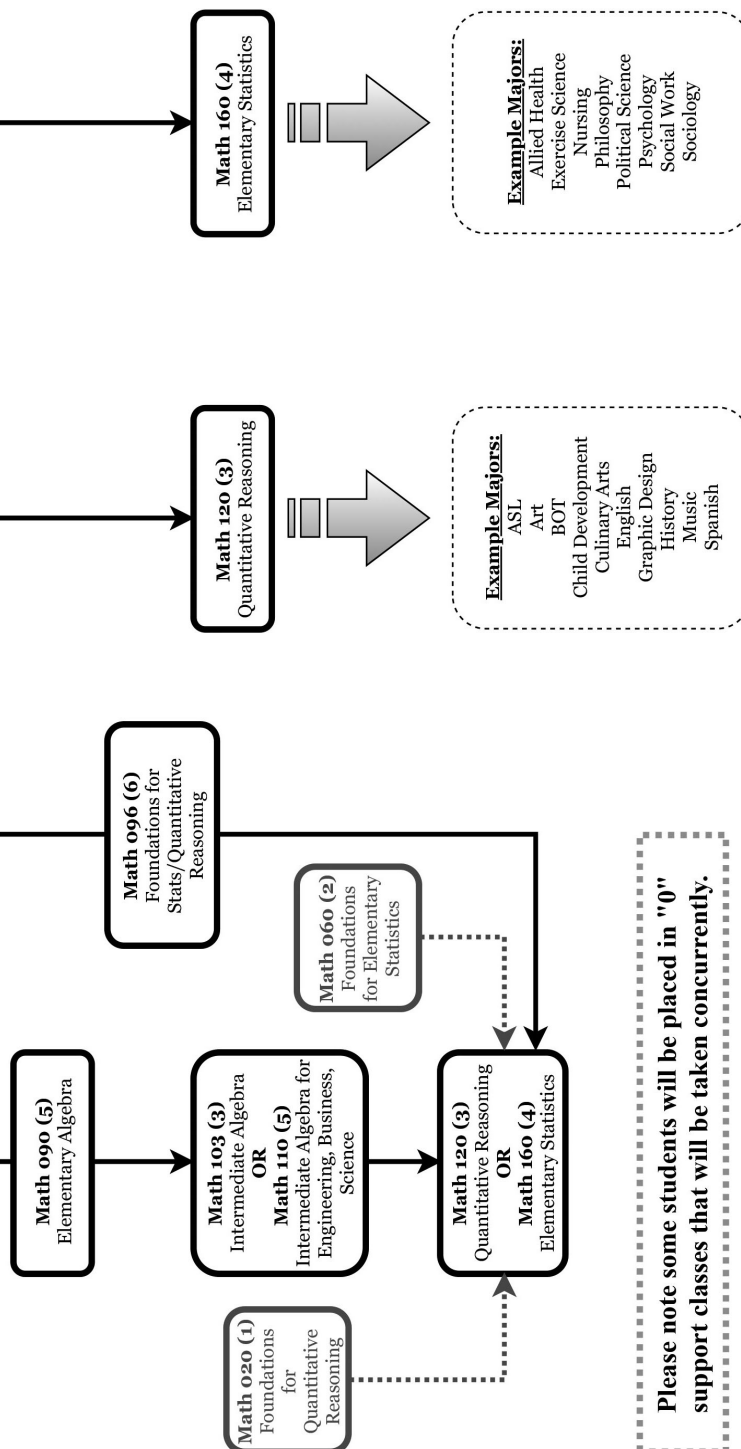 Math 090 (5)
Elementary Algebra
Math 096 (6)
Foundations for
Stats/Quantitative
Reasoning
Math 020 (1)
Foundations
for
Quantitative
Reasoning
Math 103 (3)
Intermediate Algebra
OR
Math 110 (5)
Intermediate Algebra for
Engineering, Business,
Science
Math 060 (2)
Foundations
for Elementary
Statistics
Math 120 (3)
Quantitative Reasoning
OR
Math 160 (4)
Elementary Statistics
Please note some students will be placed in "0"
support classes that will be taken concurrently.
Math 120 (3)
Quantitative Reasoning
Example Majors:
ASL
Art
BOT
Child Development
Culinary Arts
English
Graphic Design
History
Music
Spanish
Math 160 (4)
Elementary Statistics
Example Majors:
Allied Health
Exercise Science
Nursing
Philosophy
Political Science
Psychology
Social Work
Sociology